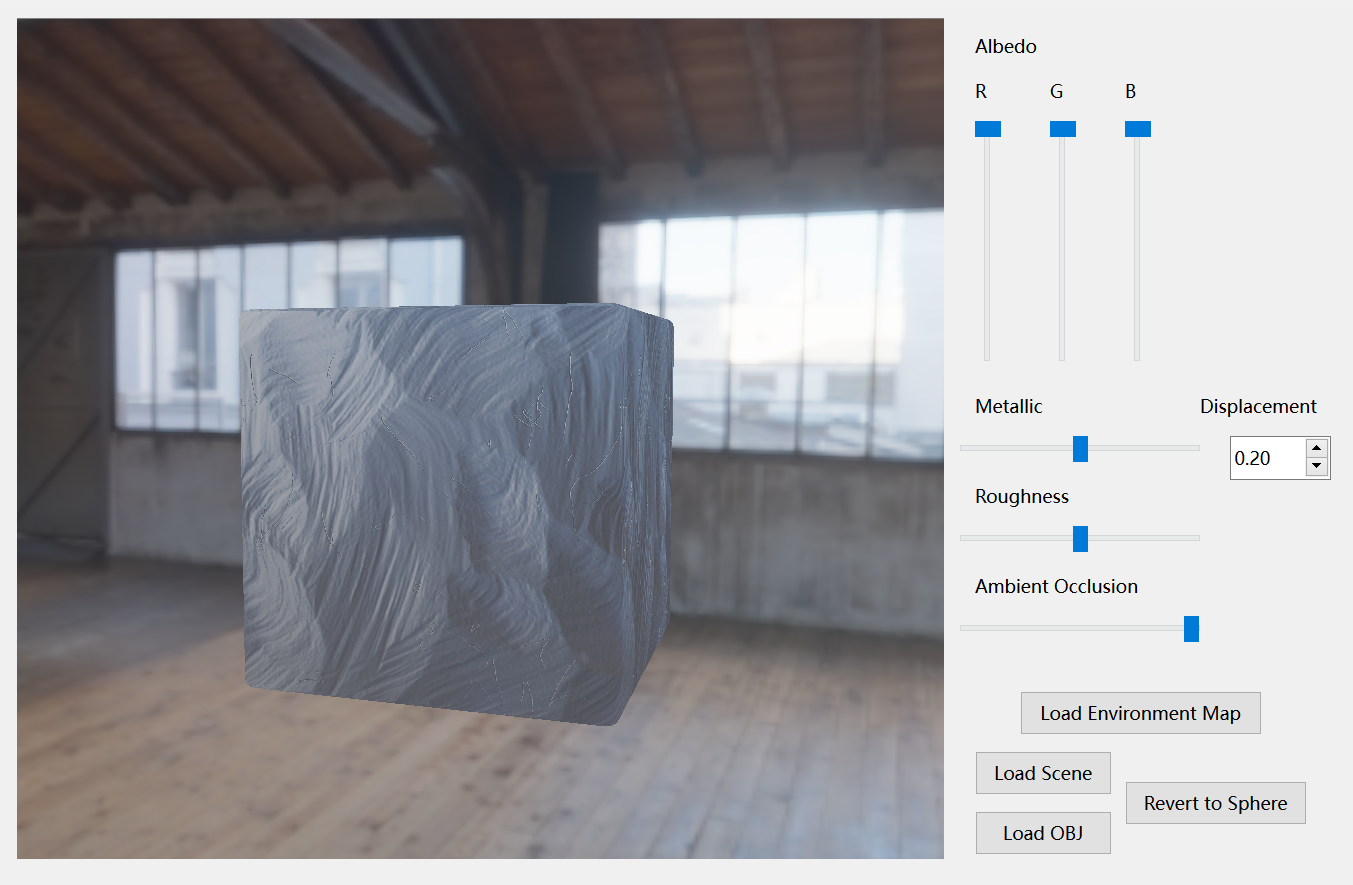 Albedo
R G B
Metallic Displacement
0.20
Roughness
Ambient Occlusion
Load Environment Map
Load Scene
Revert to Sphere
Load OBJ